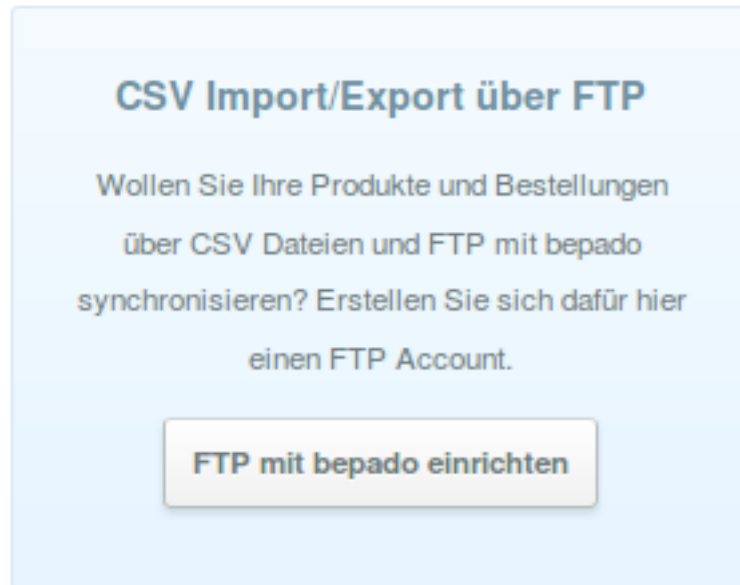 CSV Import/Export über FTP
Wollen Sie Ihre Produkte und Bestellungen
über CSV Dateien und FTP mit bepado
synchronisieren? Erstellen Sie sich dafür hier
einen FTP Account.
FTP mit bepado einrichten